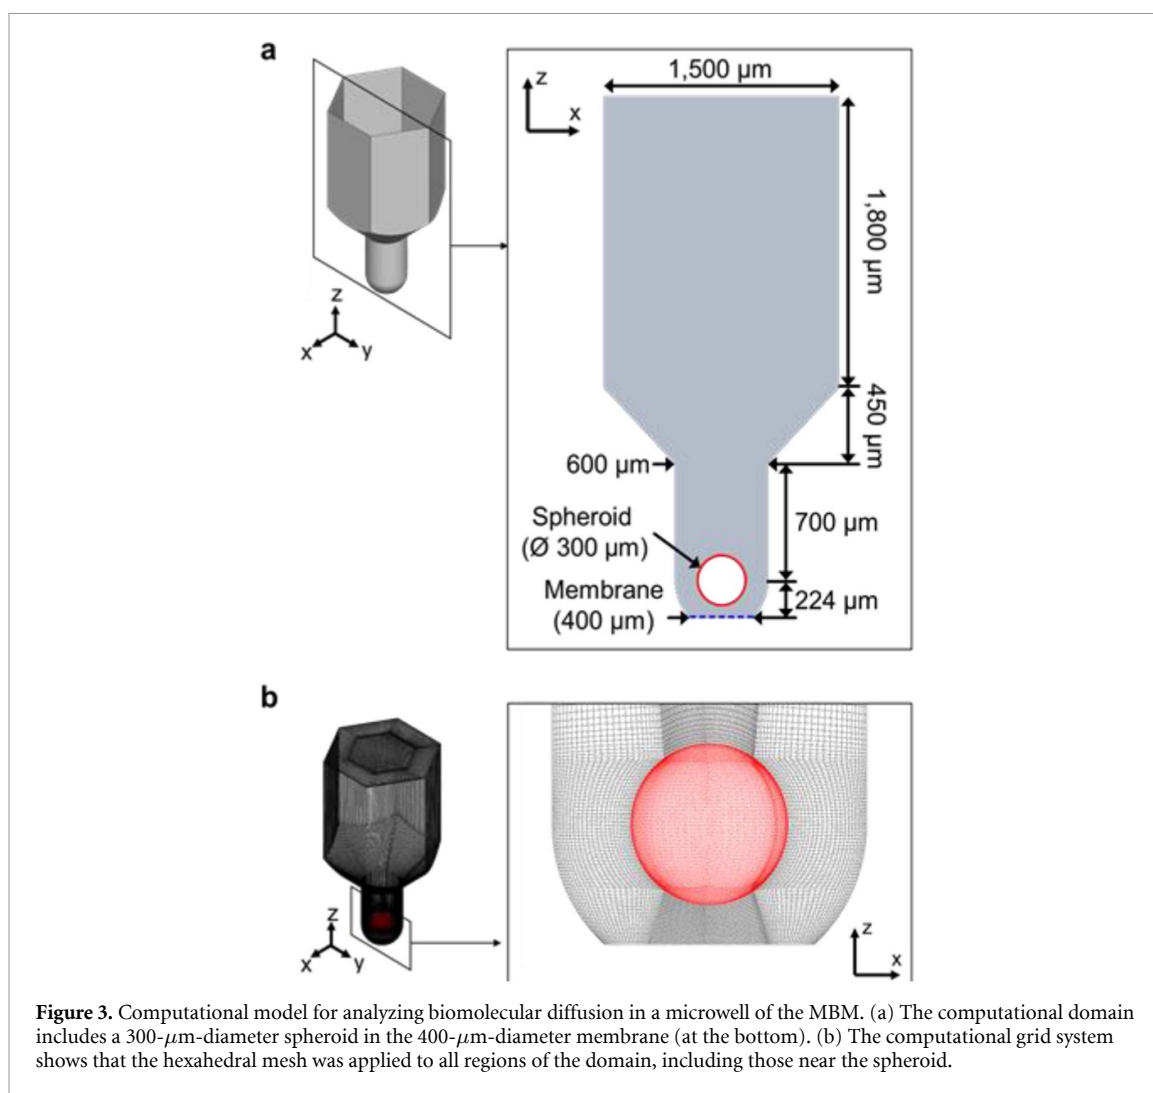 a
1,500 µm
z
x
1,800 µm
450 µm
600 µm
700 µm
Spheroid
(Ø 300 µm)
Membrane
(400 µm)
224 µm
z
x
y
b
z
x
y
z
x
Figure 3. Computational model for analyzing biomolecular diffusion in a microwell of the MBM. (a) The computational domain
includes a 300-µm-diameter spheroid in the 400-µm-diameter membrane (at the bottom). (b) The computational grid system
shows that the hexahedral mesh was applied to all regions of the domain, including those near the spheroid.